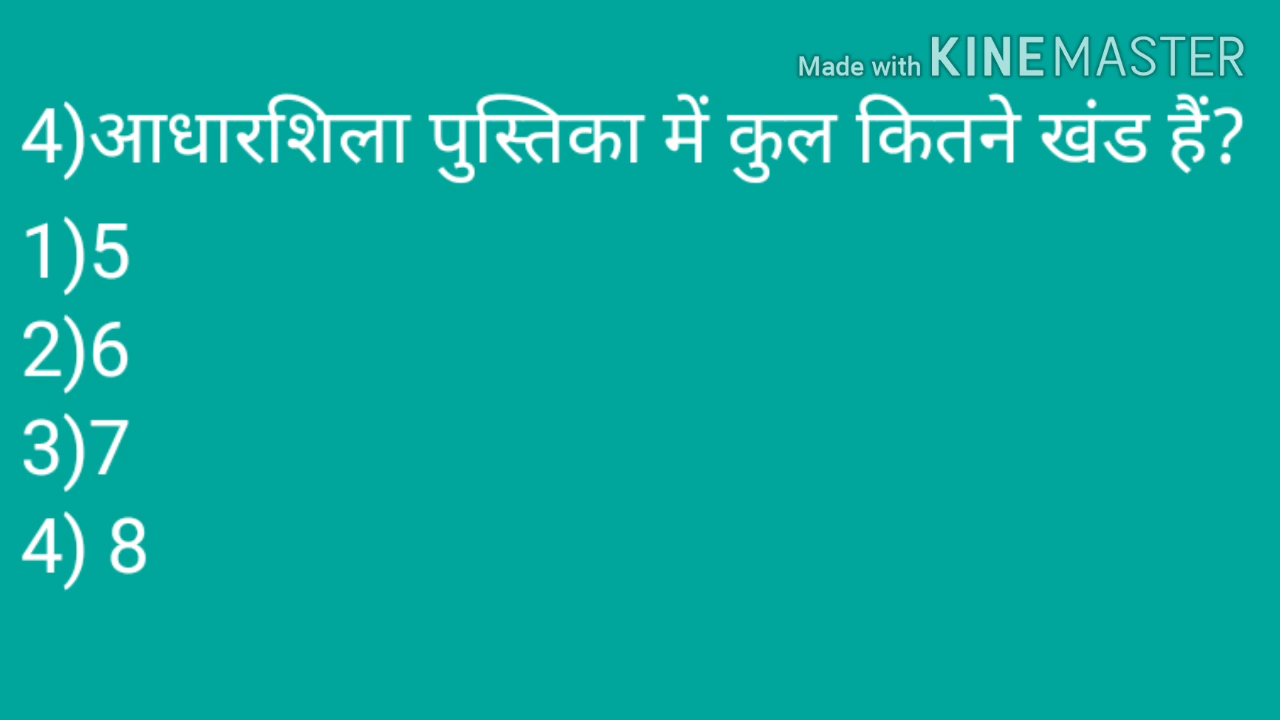 Made with KINEMASTER
4)आधारशिला पुस्तिका में कुल कितने खंड हैं?
1)5
2)6
3)7
4) 8